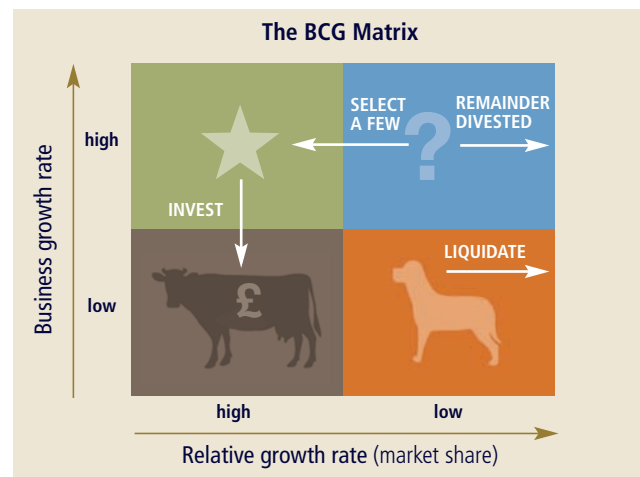 The BCG Matrix
Business growth rate
high
low
SELECT
A FEW
?
REMAINDER
DIVESTED
INVEST
£
LIQUIDATE
high
low
Relative growth rate (market share)